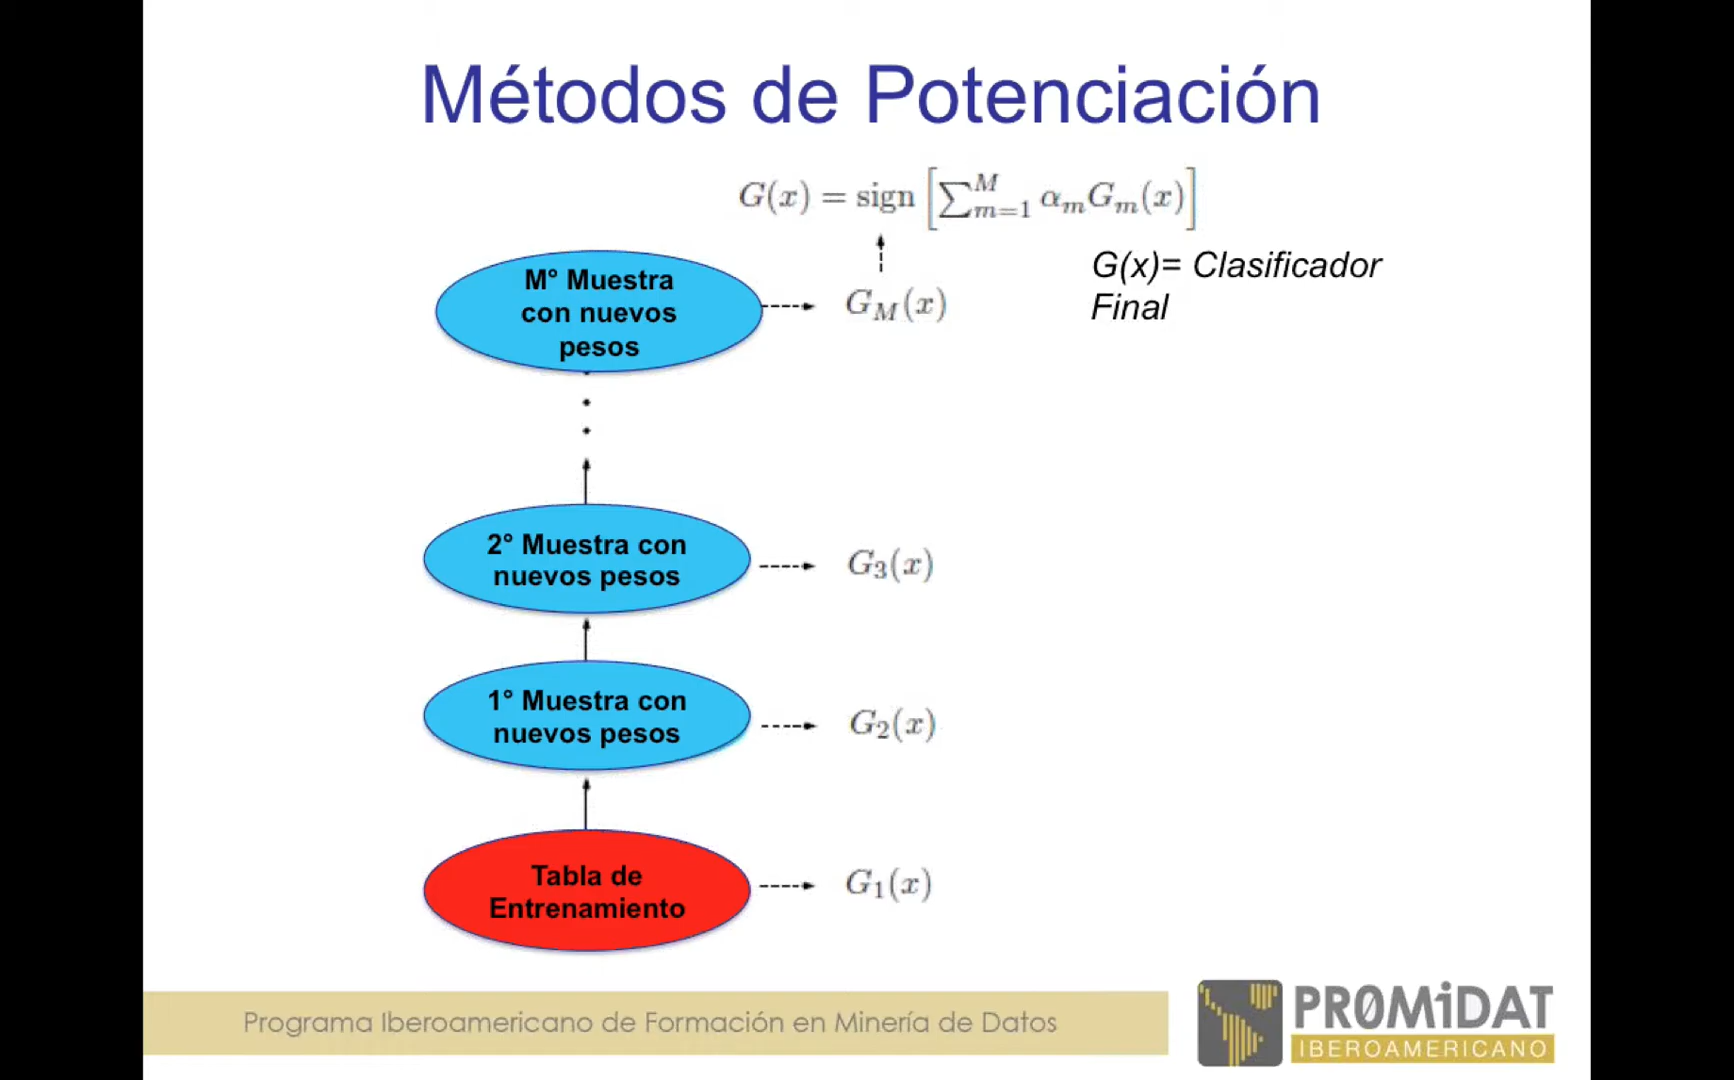 Métodos de Potenciación
G(x) = sign [∑_{m=1}^{M} α_m G_m(x)]
G(x)= Clasificador
Final
M° Muestra
con nuevos
pesos
G_M(x)
2° Muestra con
nuevos pesos
G_3(x)
1° Muestra con
nuevos pesos
G_2(x)
Tabla de
Entrenamiento
G_1(x)
Programa Iberoamericano de Formación en Minería de Datos
PR0MiDAT
IBEROAMERICANO